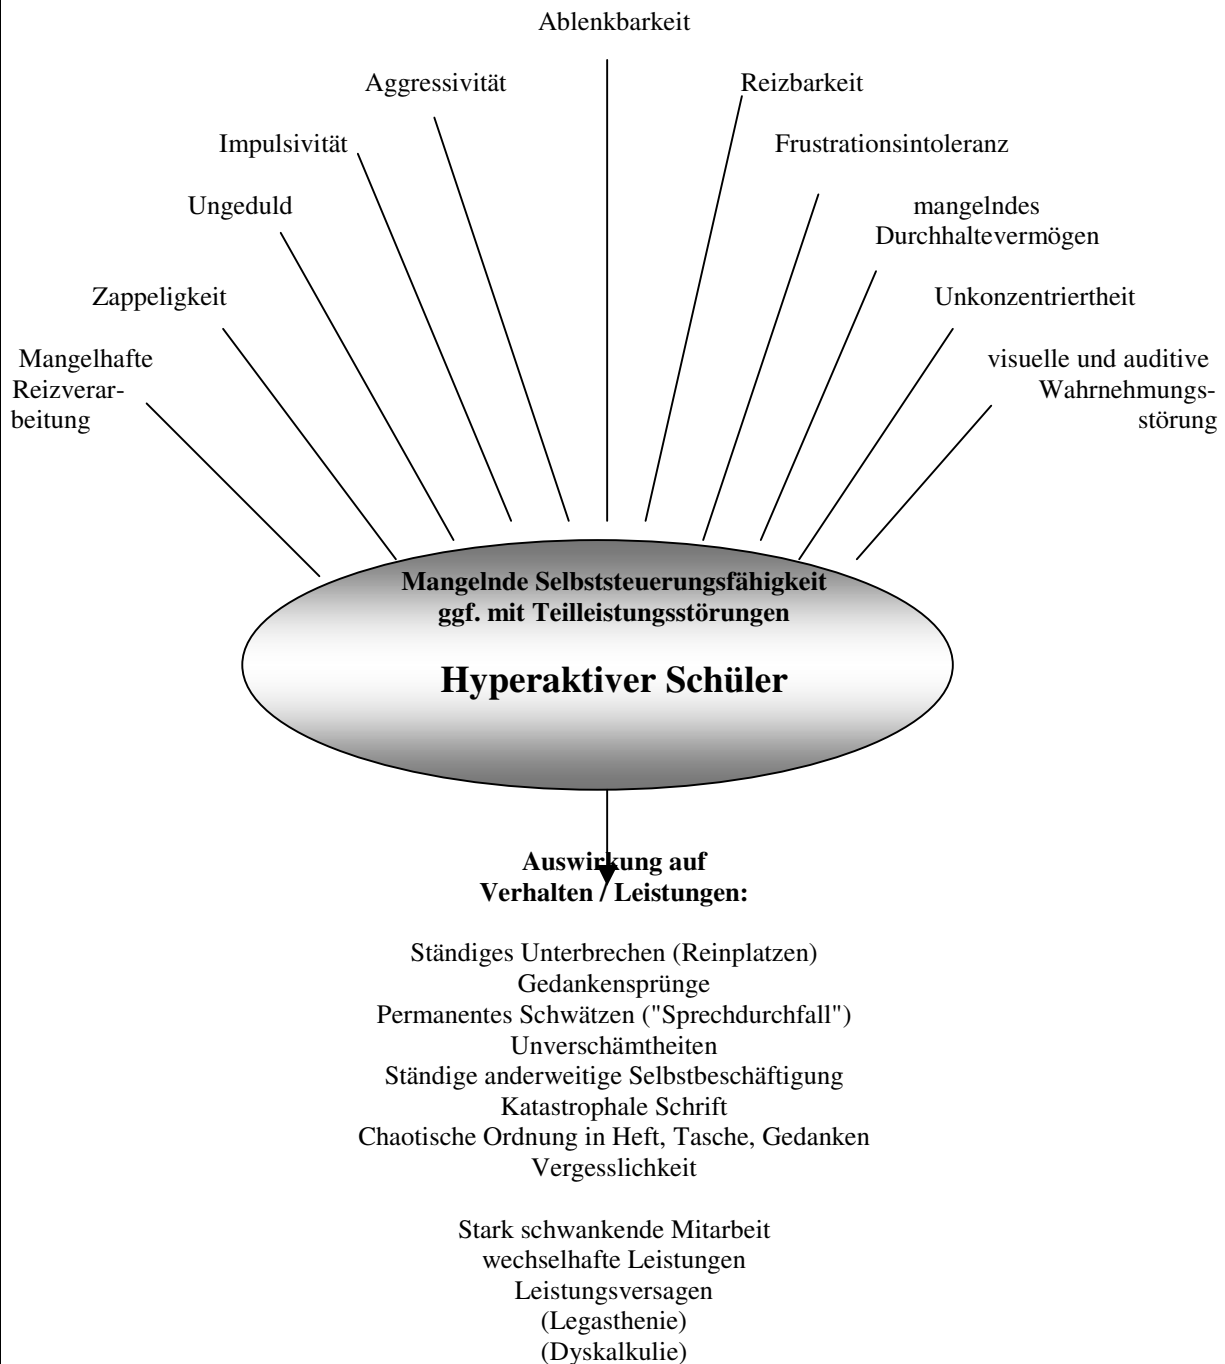 Ablenkbarkeit
Aggressivität
Reizbarkeit
Impulsivität
Frustrationsintoleranz
Ungeduld
mangelndes
Durchhaltevermögen
Zappeligkeit
Unkonzentriertheit
Mangelhafte
Reizverar-
beitung
visuelle und auditive
Wahrnehmungs-
störung
Mangelnde Selbststeuerungsfähigkeit
ggf. mit Teilleistungsstörungen
Hyperaktiver Schüler
Auswirkung auf
Verhalten / Leistungen:
Ständiges Unterbrechen (Reinplatzen)
Gedankensprünge
Permanentes Schwätzen ("Sprechdurchfall")
Unverschämtheiten
Ständige anderweitige Selbstbeschäftigung
Katastrophale Schrift
Chaotische Ordnung in Heft, Tasche, Gedanken
Vergesslichkeit
Stark schwankende Mitarbeit
wechselhafte Leistungen
Leistungsversagen
(Legasthenie)
(Dyskalkulie)